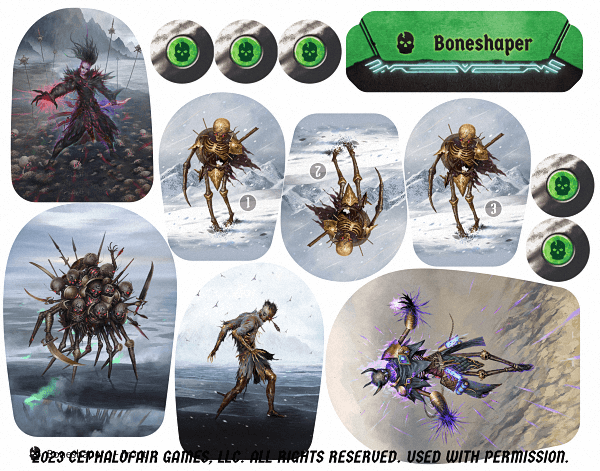 Boneshaper
1
2
3
2023 CEPHALOFAIR GAMES, LLC. ALL RIGHTS RESERVED. USED WITH PERMISSION.